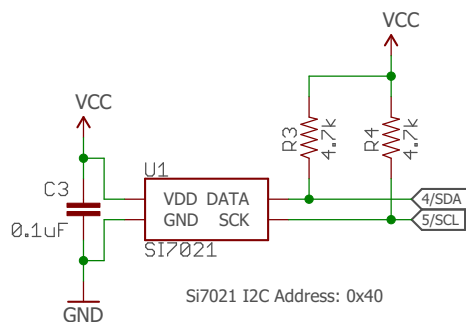 VCC
VCC
R3
4.7k
R4
4.7k
U1
C3
0.1uF
VDD DATA
GND SCK
4/SDA
5/SCL
SI7021
GND
Si7021 I2C Address: 0x40